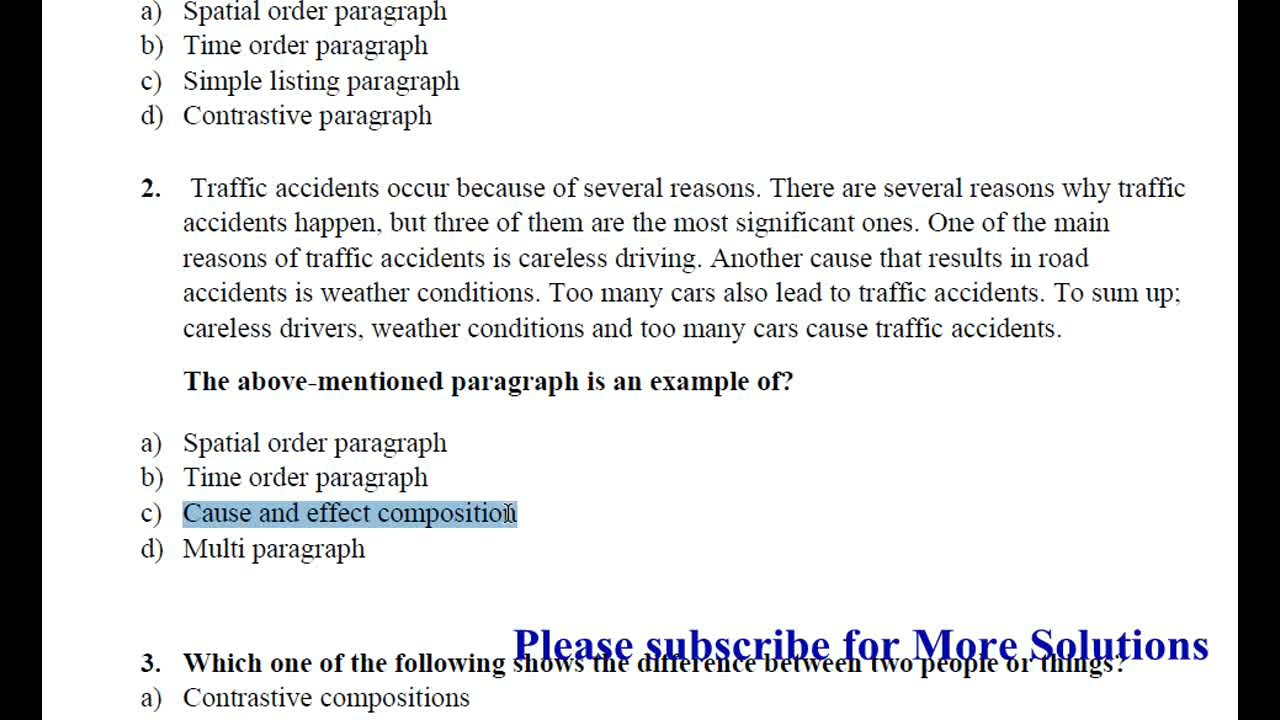 a) Spatial order paragraph
b) Time order paragraph
c) Simple listing paragraph
d) Contrastive paragraph
2. Traffic accidents occur because of several reasons. There are several reasons why traffic
accidents happen, but three of them are the most significant ones. One of the main
reasons of traffic accidents is careless driving. Another cause that results in road
accidents is weather conditions. Too many cars also lead to traffic accidents. To sum up;
careless drivers, weather conditions and too many cars cause traffic accidents.
The above-mentioned paragraph is an example of?
a) Spatial order paragraph
b) Time order paragraph
c) Cause and effect composition
d) Multi paragraph
Please subscribe for More Solutions
3. Which one of the following shows the difference between two people or things?
a) Contrastive compositions